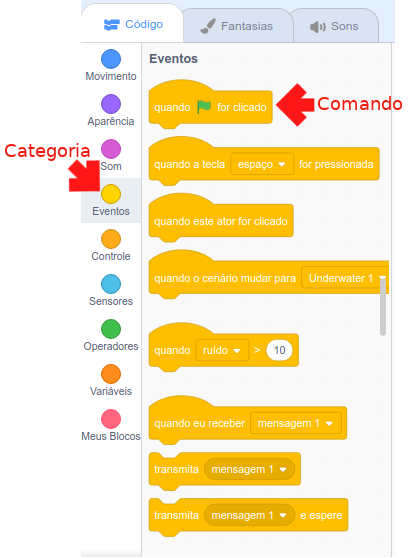 Código
Fantasias
Sons
Eventos
Movimento
Aparência
Som
Eventos
Controle
Sensores
Operadores
Variáveis
Meus Blocos
Categoria
Comando
quando for clicado
quando a tecla espaço for pressionada
quando este ator for clicado
quando o cenário mudar para Underwater 1
quando ruído > 10
quando eu receber mensagem 1
transmita mensagem 1
transmita mensagem 1 e espere